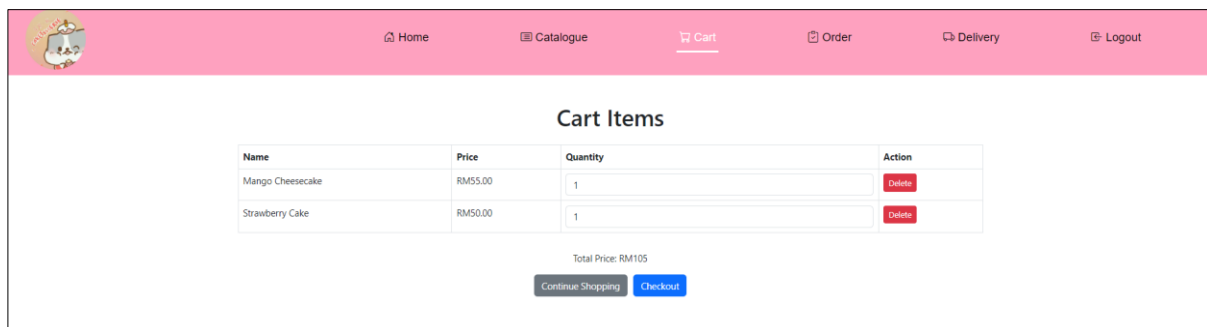 Home Catalogue Cart Order Delivery Logout
Cart Items
Name Price Quantity Action
Mango Cheesecake RM55.00 1 Delete
Strawberry Cake RM50.00 1 Delete
Total Price: RM105
Continue Shopping Checkout